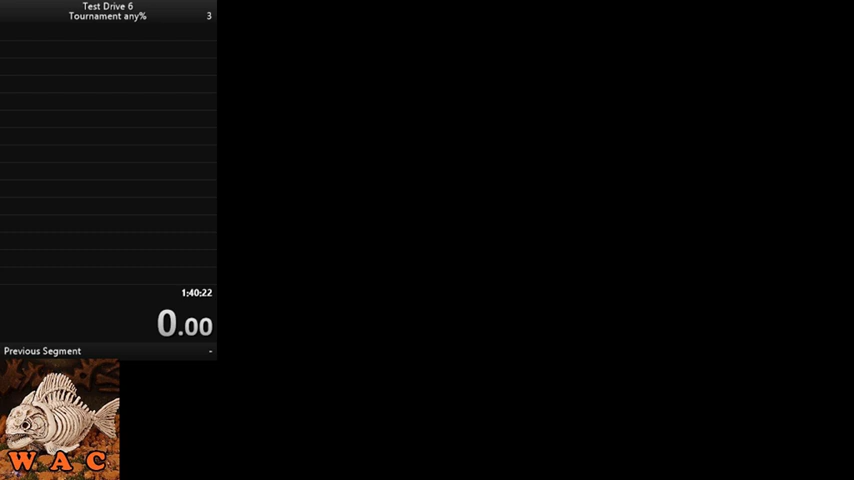 Test Drive 6
Tournament any%
3
1:40:22
0.00
Previous Segment -
W A C